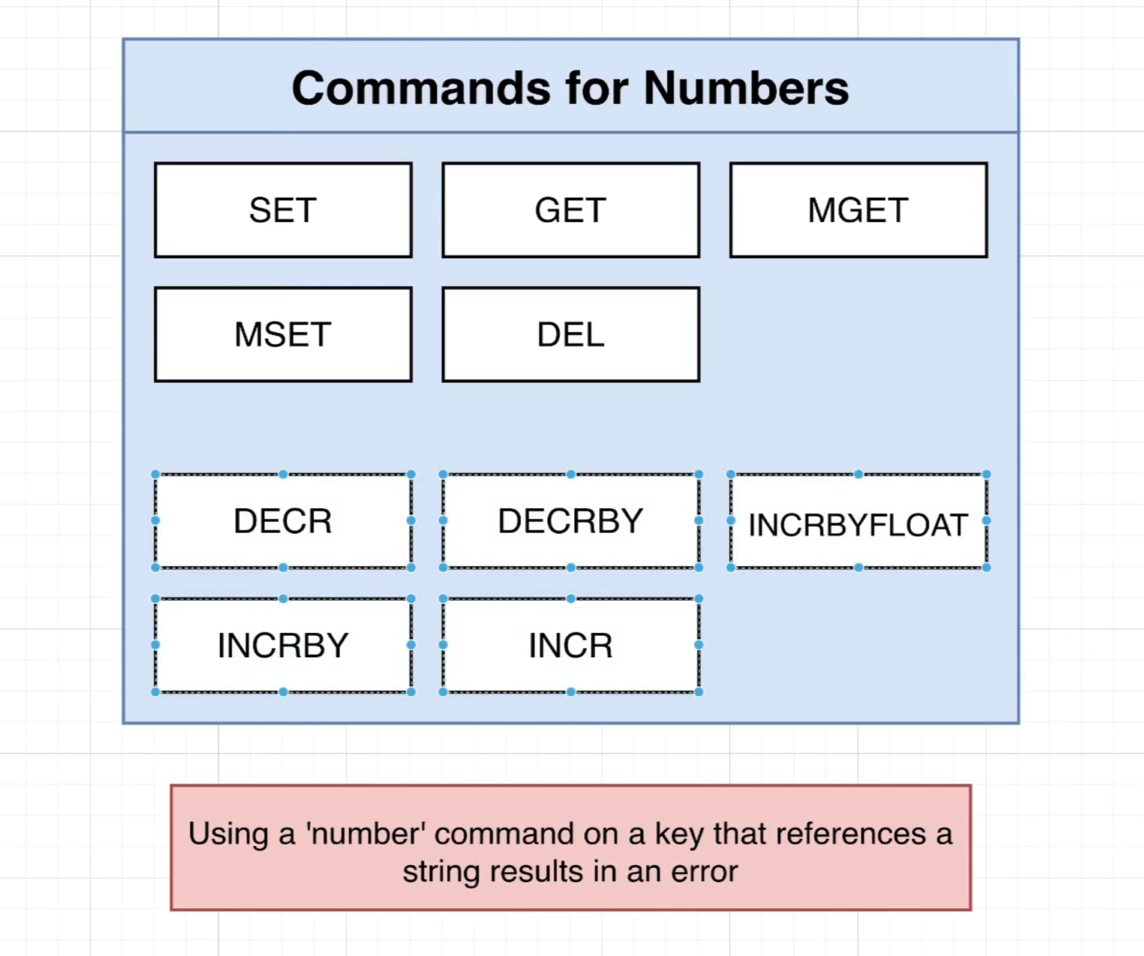 Commands for Numbers
SET
GET
MGET
MSET
DEL
DECR
DECRBY
INCRBYFLOAT
INCRBY
INCR
Using a 'number' command on a key that references a
string results in an error